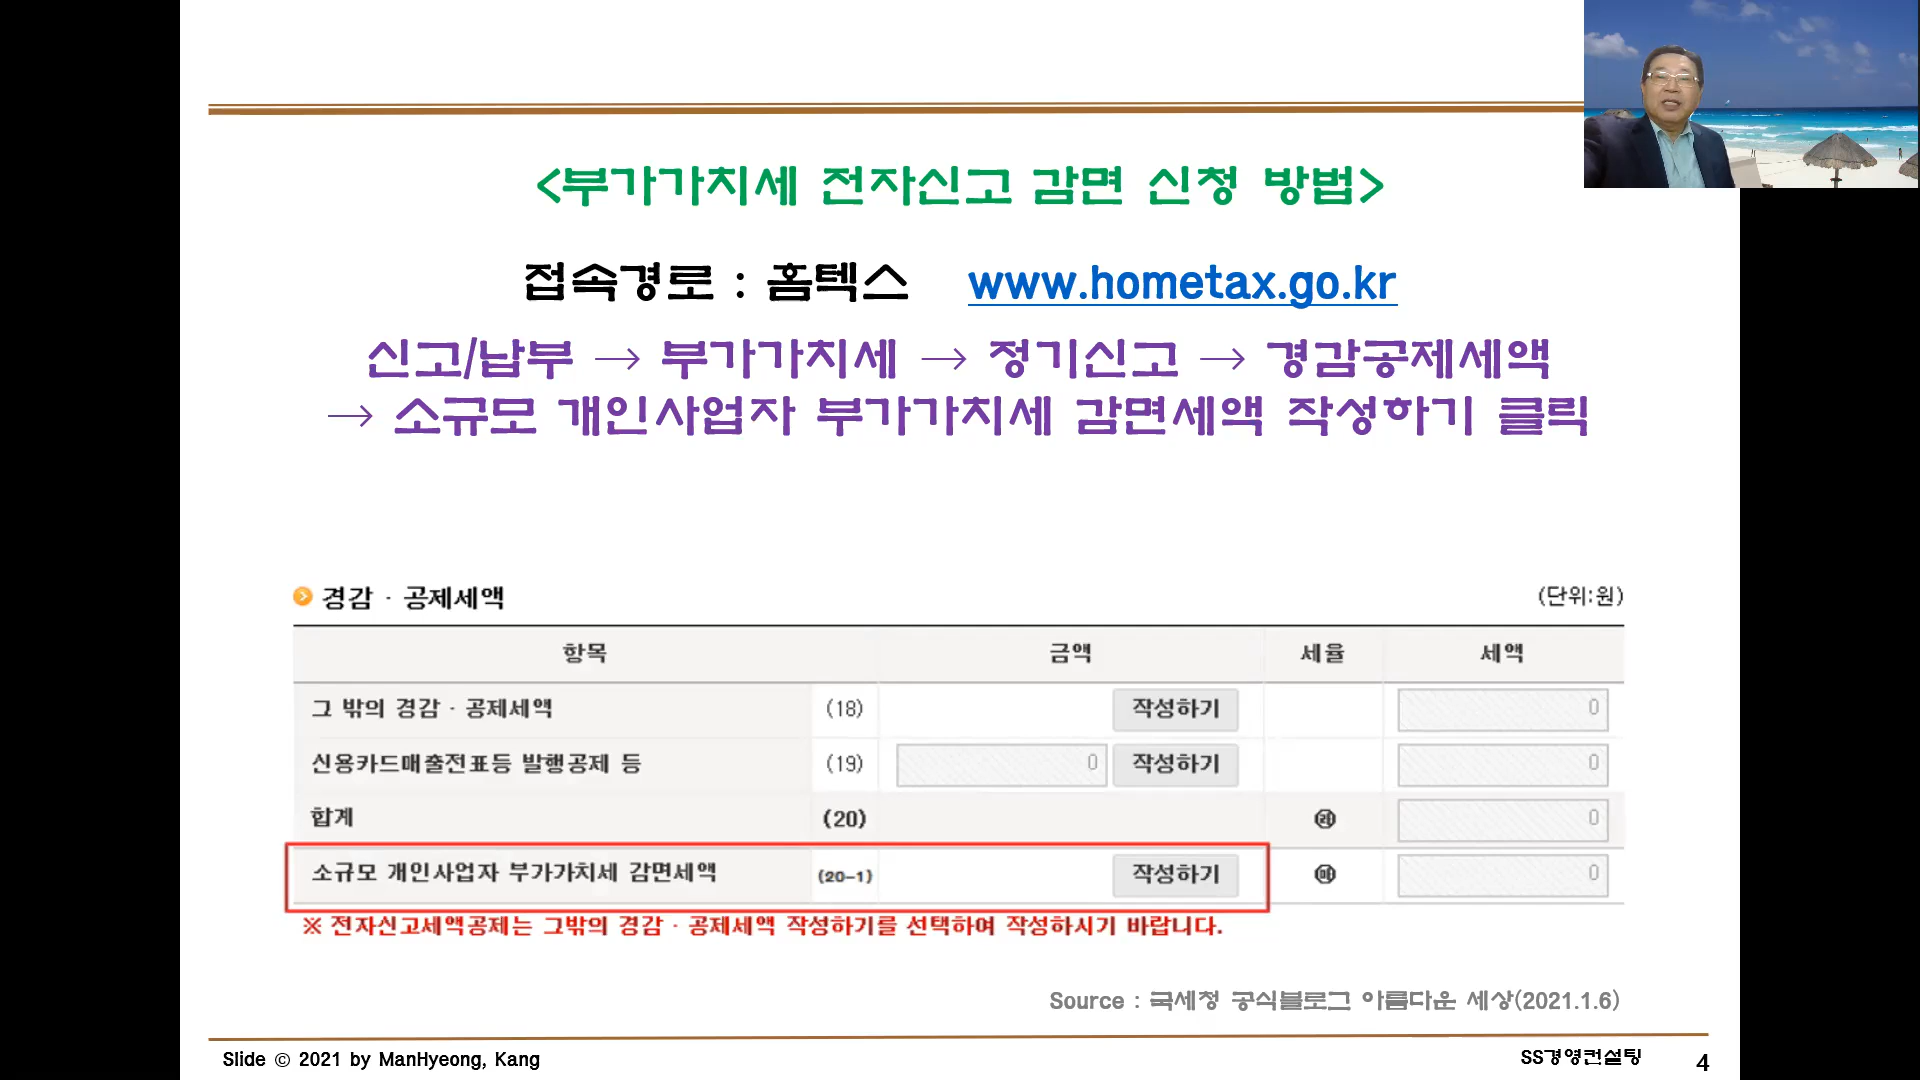 <부가가치세 전자신고 감면 신청 방법>
접속경로 : 홈텍스 www.hometax.go.kr
신고/납부 → 부가가치세 → 정기신고 → 경감공제세액
→ 소규모 개인사업자 부가가치세 감면세액 작성하기 클릭
경감 · 공제세액 (단위:원)
항목 금액 세율 세액
그 밖의 경감 · 공제세액 (18) 작성하기 0
신용카드매출전표등 발행공제 등 (19) 0 작성하기 0
합계 (20) ㉣ 0
소규모 개인사업자 부가가치세 감면세액 (20-1) 작성하기 ㉤ 0
※ 전자신고세액공제는 그밖의 경감 · 공제세액 작성하기를 선택하여 작성하시기 바랍니다.
Source : 국세청 공식블로그 아름다운 세상(2021.1.6)
Slide © 2021 by ManHyeong, Kang SS경영컨설팅 4